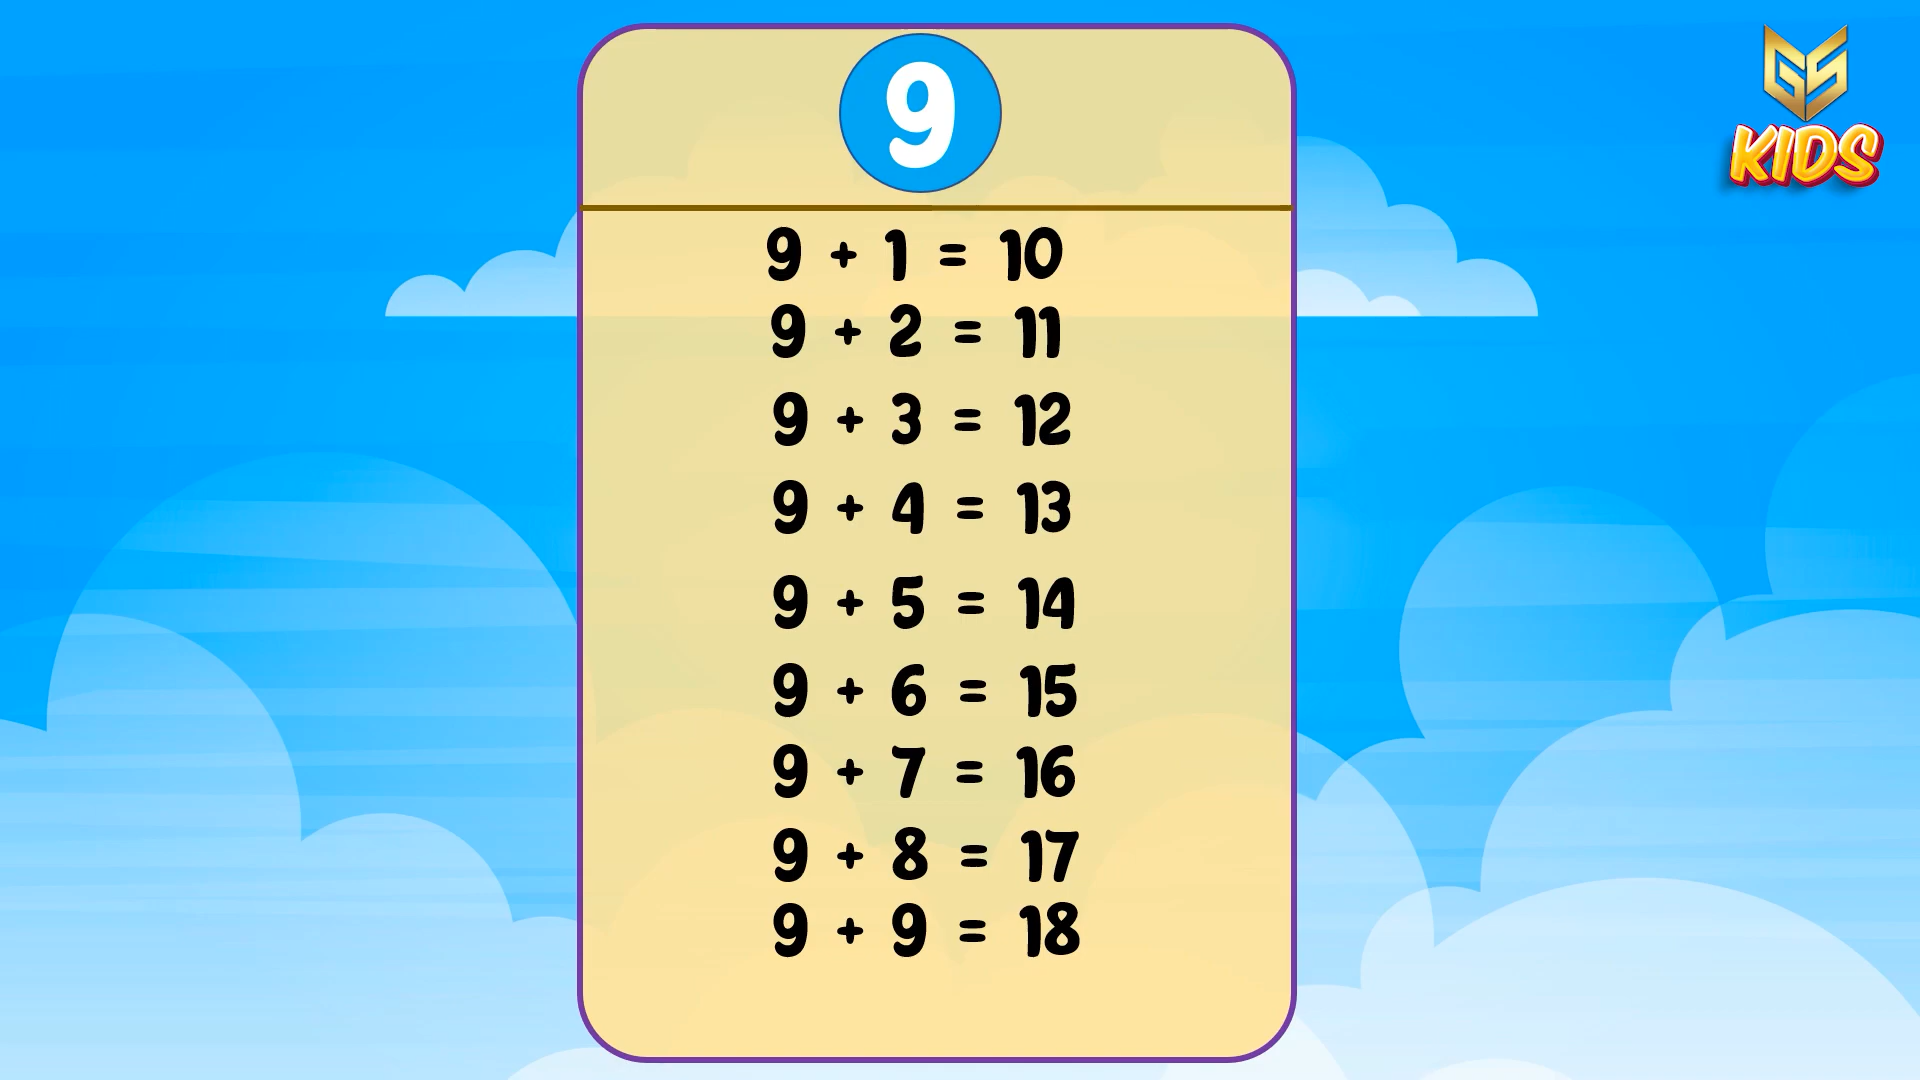 9
GS
KIDS
9 + 1 = 10
9 + 2 = 11
9 + 3 = 12
9 + 4 = 13
9 + 5 = 14
9 + 6 = 15
9 + 7 = 16
9 + 8 = 17
9 + 9 = 18